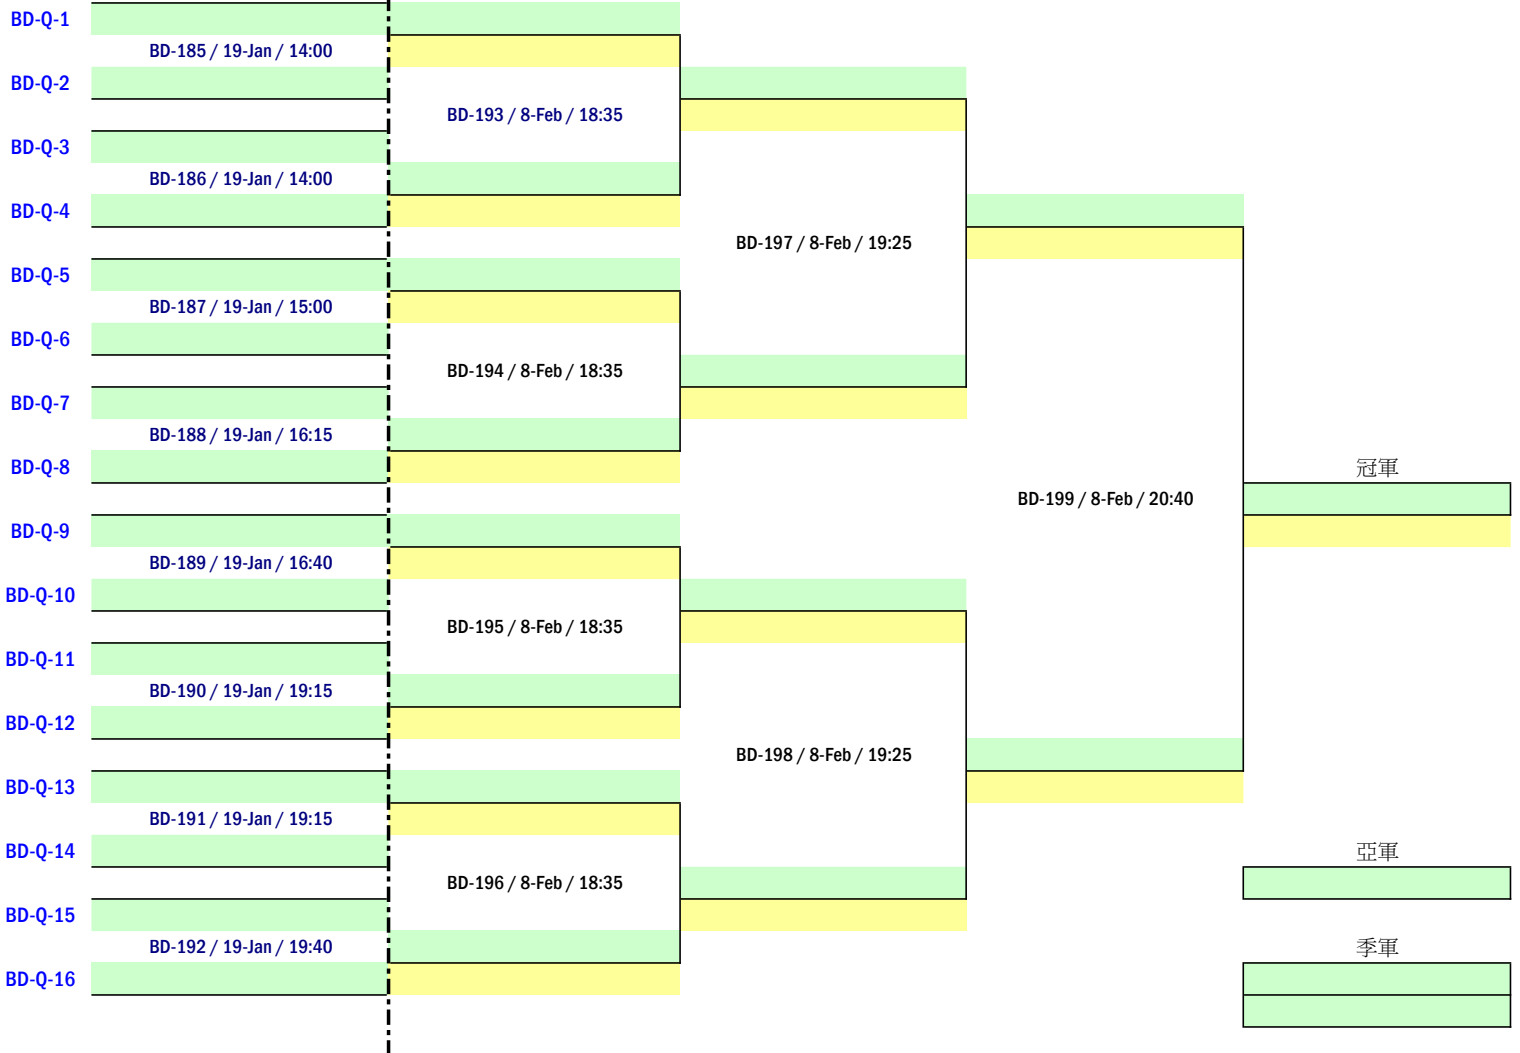 BD-Q-1
BD-185 / 19-Jan / 14:00
BD-Q-2
BD-193 / 8-Feb / 18:35
BD-Q-3
BD-186 / 19-Jan / 14:00
BD-Q-4
BD-197 / 8-Feb / 19:25
BD-Q-5
BD-187 / 19-Jan / 15:00
BD-Q-6
BD-194 / 8-Feb / 18:35
BD-Q-7
BD-188 / 19-Jan / 16:15
BD-Q-8
冠軍
BD-199 / 8-Feb / 20:40
BD-Q-9
BD-189 / 19-Jan / 16:40
BD-Q-10
BD-195 / 8-Feb / 18:35
BD-Q-11
BD-190 / 19-Jan / 19:15
BD-Q-12
BD-198 / 8-Feb / 19:25
BD-Q-13
BD-191 / 19-Jan / 19:15
BD-Q-14
亞軍
BD-196 / 8-Feb / 18:35
BD-Q-15
BD-192 / 19-Jan / 19:40
季軍
BD-Q-16